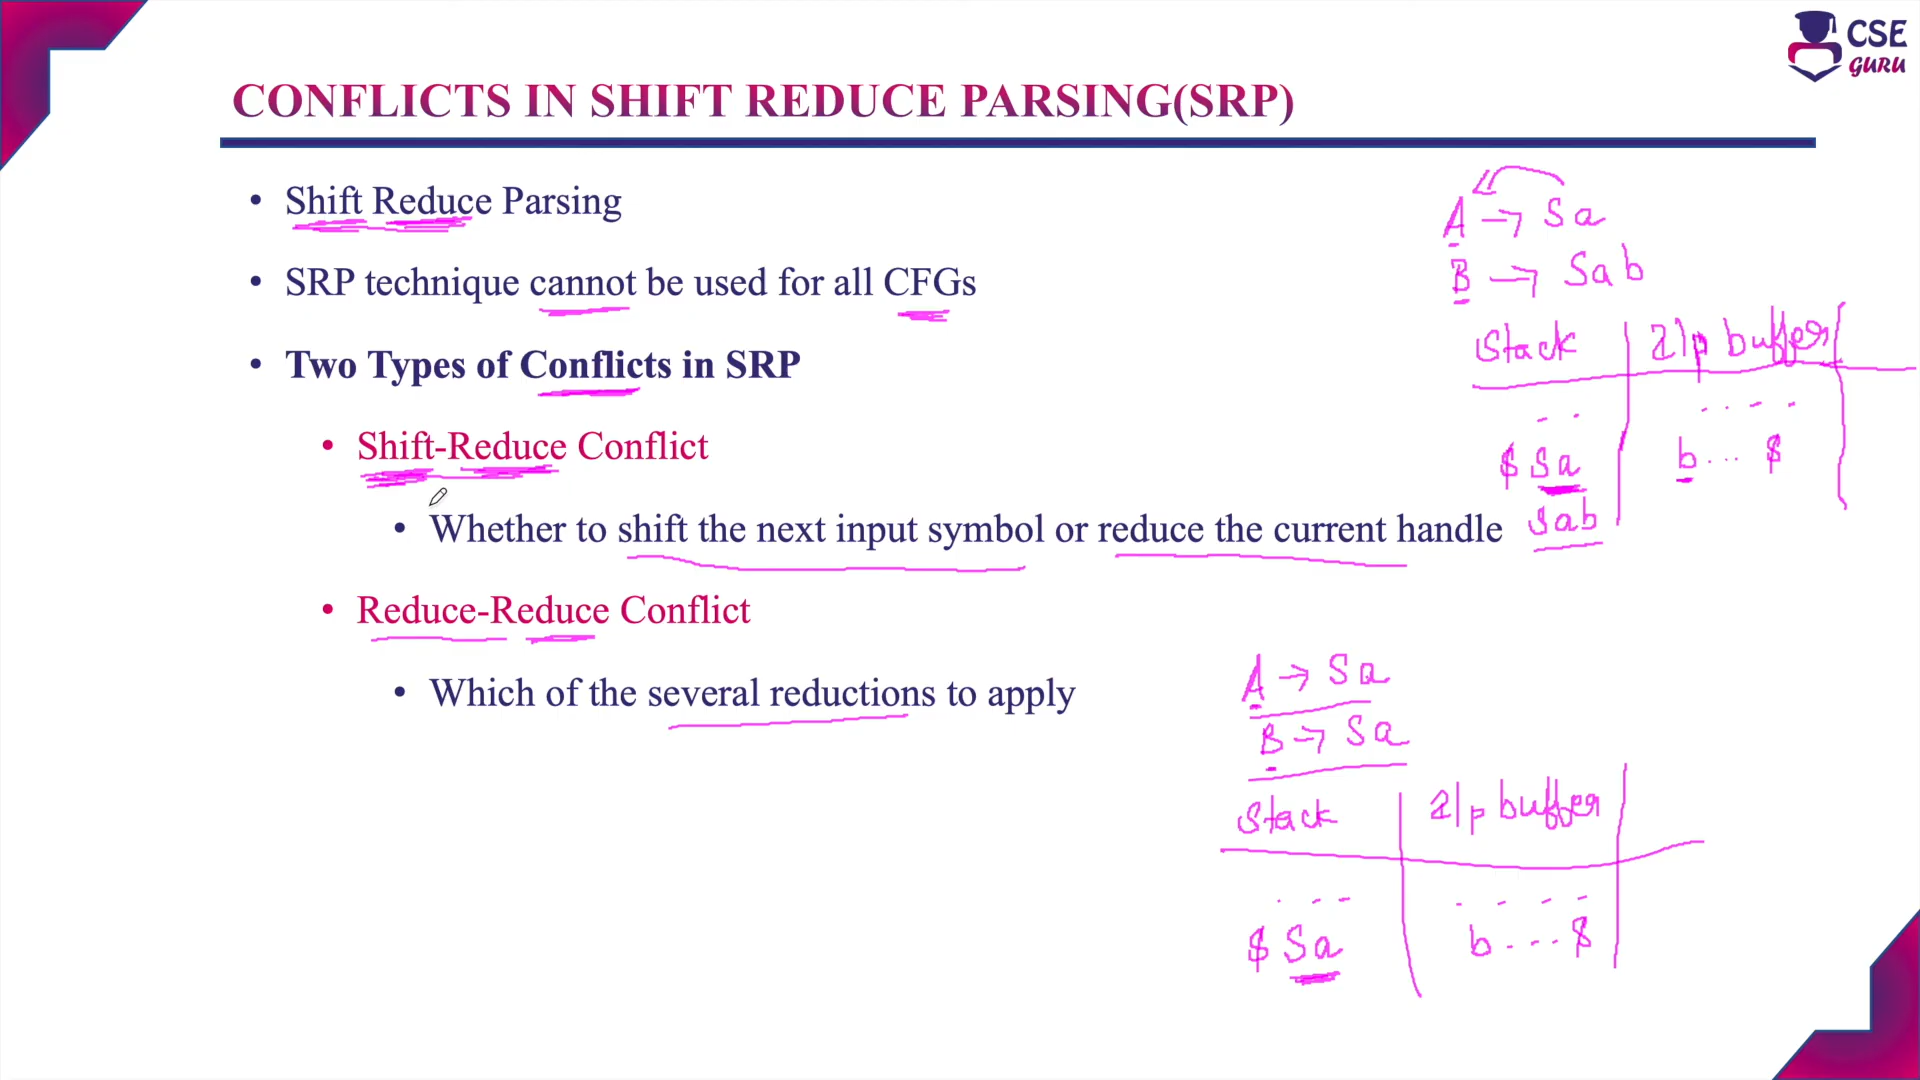 CSE
GURU
CONFLICTS IN SHIFT REDUCE PARSING(SRP)
• Shift Reduce Parsing
• SRP technique cannot be used for all CFGs
• Two Types of Conflicts in SRP
• Shift-Reduce Conflict
• Whether to shift the next input symbol or reduce the current handle
• Reduce-Reduce Conflict
• Which of the several reductions to apply
A → Sa
B → Sab
Stack | I/p buffer
$ Sa b... $
Sab
A → Sa
B → Sa
Stack | I/p buffer
$ Sa b... $